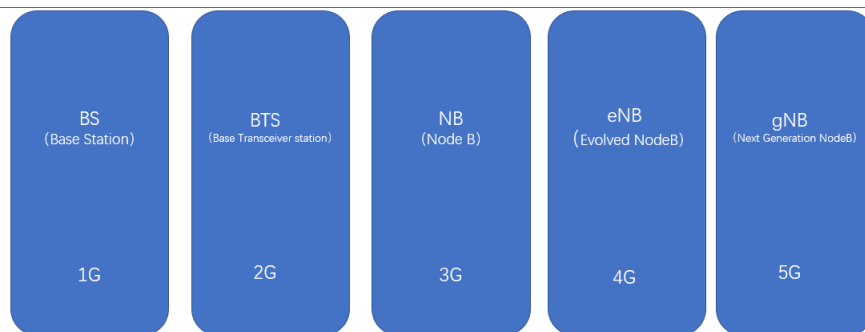 BS
（Base Station）
1G
BTS
（Base Transceiver station）
2G
NB
（Node B）
3G
eNB
（Evolved NodeB）
4G
gNB
（Next Generation NodeB）
5G